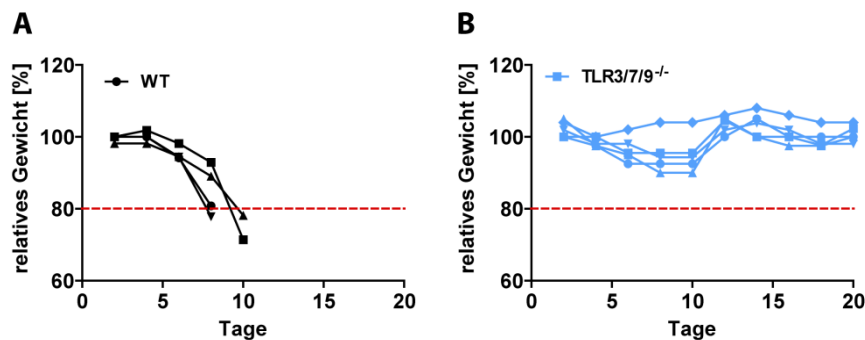 A
relatives Gewicht [%]
120
100
80
60
WT
0
5
10
15
20
Tage
B
relatives Gewicht [%]
120
100
80
60
TLR3/7/9-/-
0
5
10
15
20
Tage